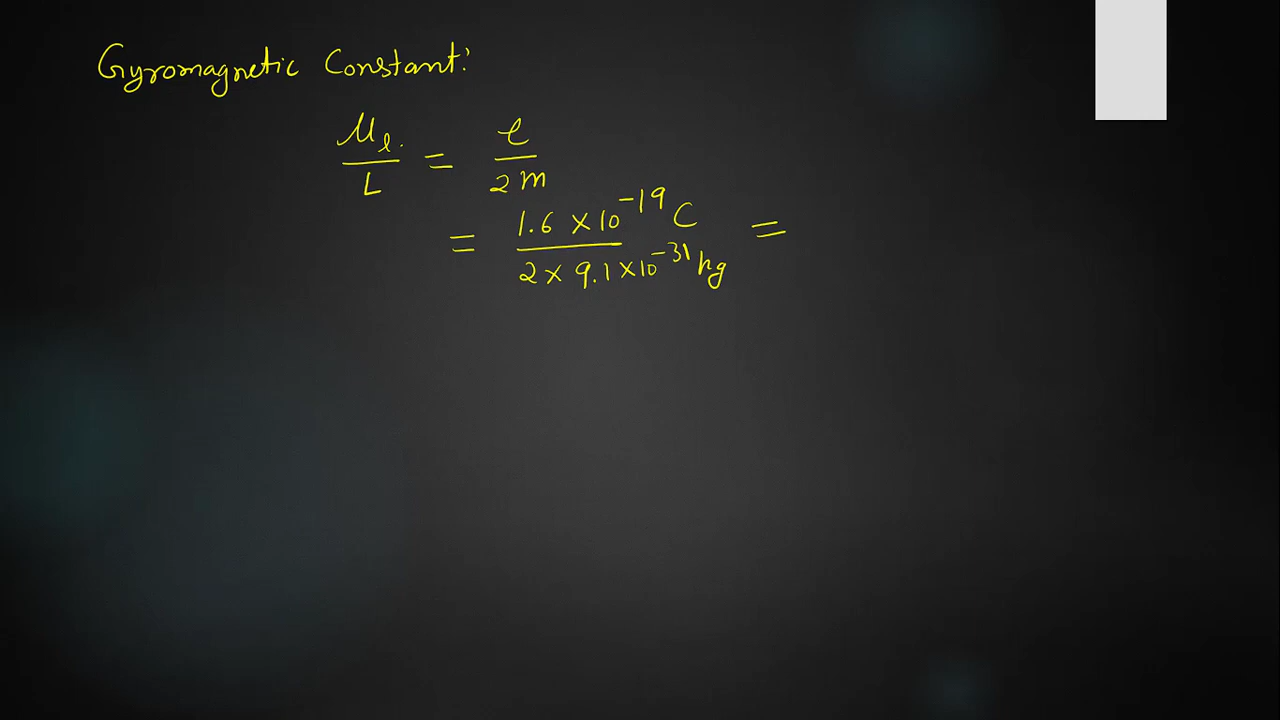 Gyromagnetic Constant:
μl / L = e / 2m
= 1.6 × 10^-19 C / 2 × 9.1 × 10^-31 kg =